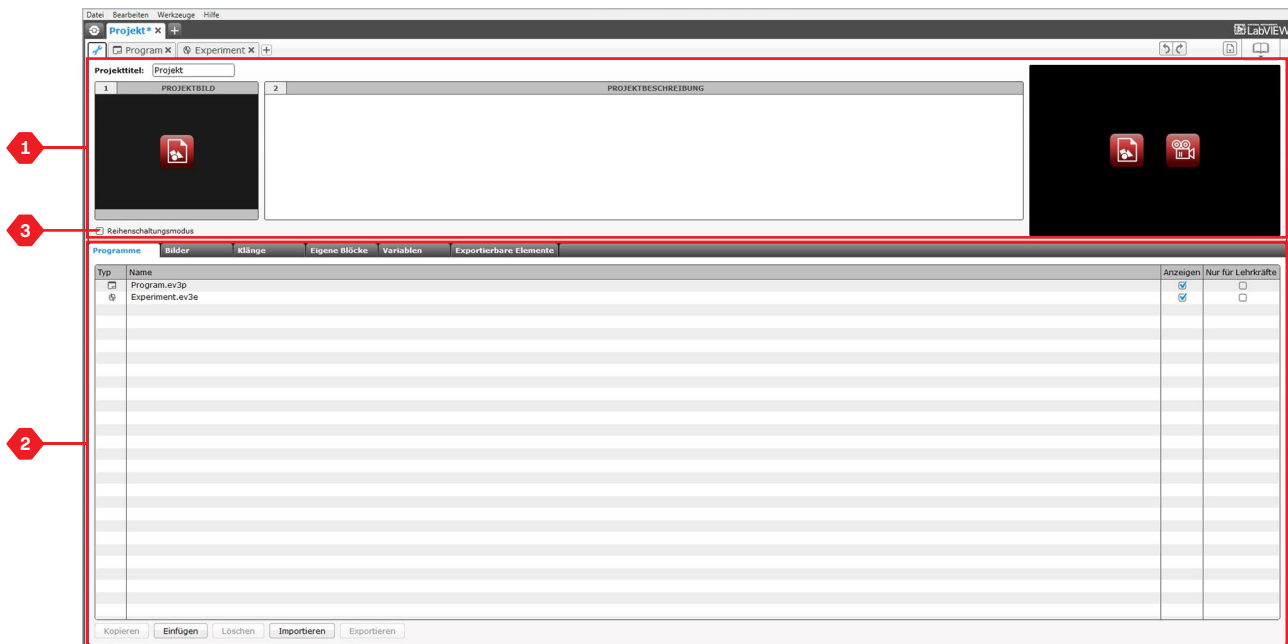 Datei Bearbeiten Werkzeuge Hilfe
Projekt*
LabVIEW
Program Experiment
Projekttitel: Projekt
1 PROJEKTBILD 2 PROJEKTBESCHREIBUNG
1
3 Reihenschaltungsmodus
Programme Bilder Klänge Eigene Blöcke Variablen Exportierbare Elemente
Typ Name Anzeigen Nur für Lehrkräfte
Program.ev3p
Experiment.ev3e
2
Kopieren Einfügen Löschen Importieren Exportieren